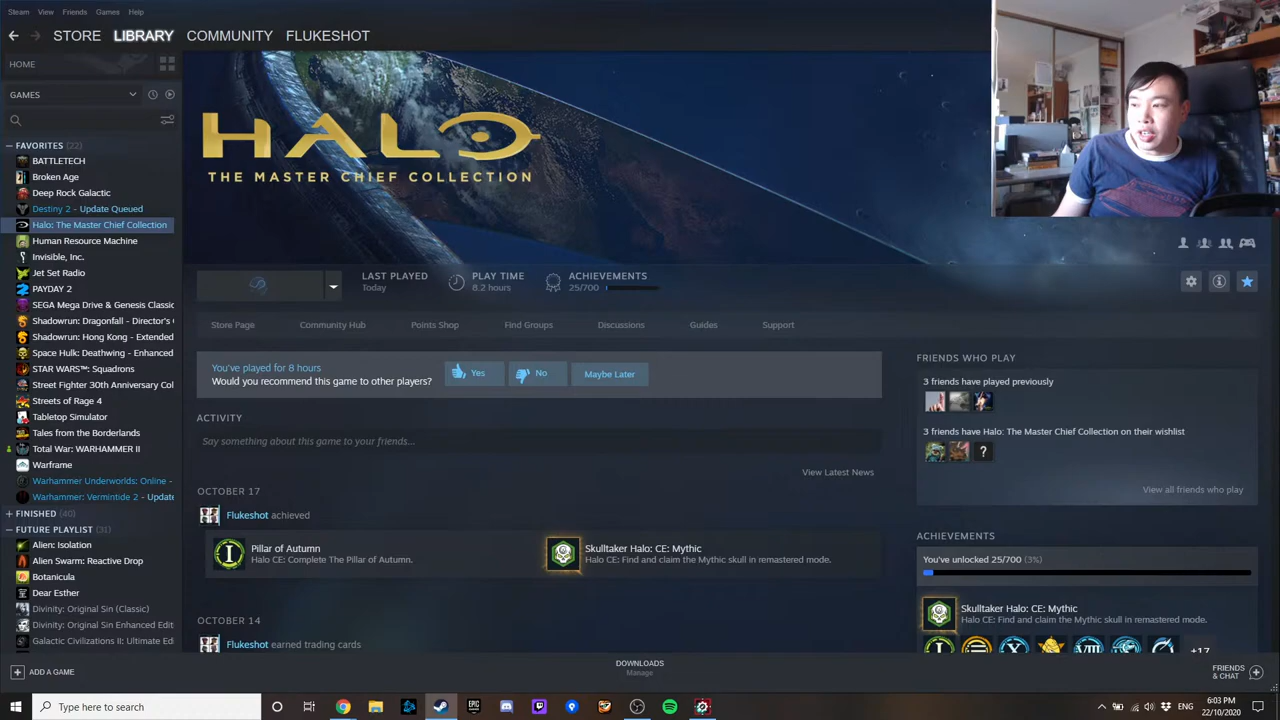 Steam View Friends Games Help
STORE LIBRARY COMMUNITY FLUKESHOT
HOME
GAMES
FAVORITES (22)
BATTLETECH
Broken Age
Deep Rock Galactic
Destiny 2 - Update Queued
Halo: The Master Chief Collection
Human Resource Machine
Invisible, Inc.
Jet Set Radio
PAYDAY 2
SEGA Mega Drive & Genesis Classic
Shadowrun: Dragonfall - Director's
Shadowrun: Hong Kong - Extended
Space Hulk: Deathwing - Enhanced
STAR WARS™: Squadrons
Street Fighter 30th Anniversary Col
Streets of Rage 4
Tabletop Simulator
Tales from the Borderlands
Total War: WARHAMMER II
Warframe
Warhammer Underworlds: Online -
Warhammer: Vermintide 2 - Update
FINISHED (40)
FUTURE PLAYLIST (31)
Alien: Isolation
Alien Swarm: Reactive Drop
Botanicula
Dear Esther
Divinity: Original Sin (Classic)
Divinity: Original Sin Enhanced Edit
Galactic Civilizations II: Ultimate Ed
ADD A GAME
HALO
THE MASTER CHIEF COLLECTION
LAST PLAYED
Today
PLAY TIME
8.2 hours
ACHIEVEMENTS
25/700
Store Page Community Hub Points Shop Find Groups Discussions Guides Support
You've played for 8 hours
Would you recommend this game to other players?
Yes No Maybe Later
ACTIVITY
Say something about this game to your friends...
View Latest News
OCTOBER 17
Flukeshot achieved
Pillar of Autumn
Halo CE: Complete The Pillar of Autumn.
Skulltaker Halo: CE: Mythic
Halo CE: Find and claim the Mythic skull in remastered mode.
OCTOBER 14
Flukeshot earned trading cards
FRIENDS WHO PLAY
3 friends have played previously
3 friends have Halo: The Master Chief Collection on their wishlist
?
View all friends who play
ACHIEVEMENTS
You've unlocked 25/700 (3%)
Skulltaker Halo: CE: Mythic
Halo CE: Find and claim the Mythic skull in remastered mode.
+17
DOWNLOADS
Manage
FRIENDS
& CHAT
Type here to search
6:03 PM
22/10/2020